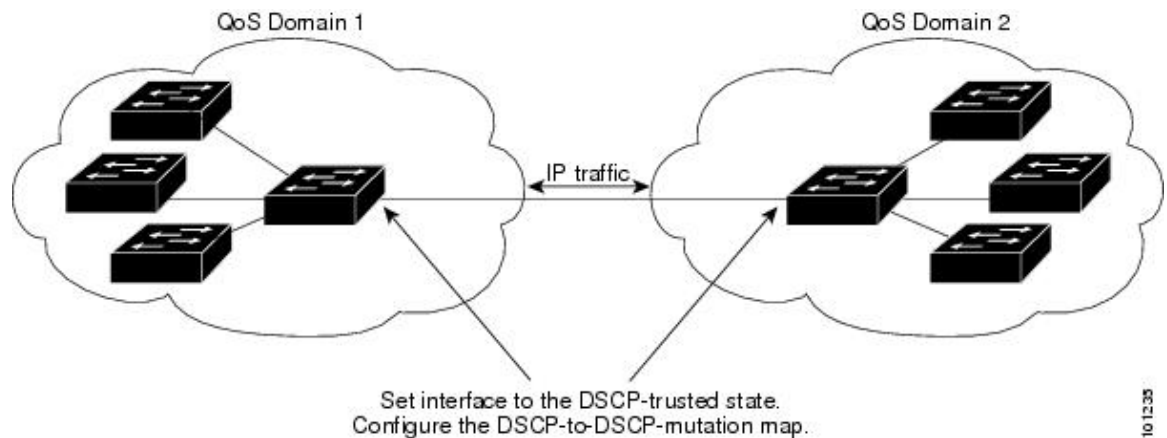 QoS Domain 1
QoS Domain 2
IP traffic
Set interface to the DSCP-trusted state.
Configure the DSCP-to-DSCP-mutation map.
101235